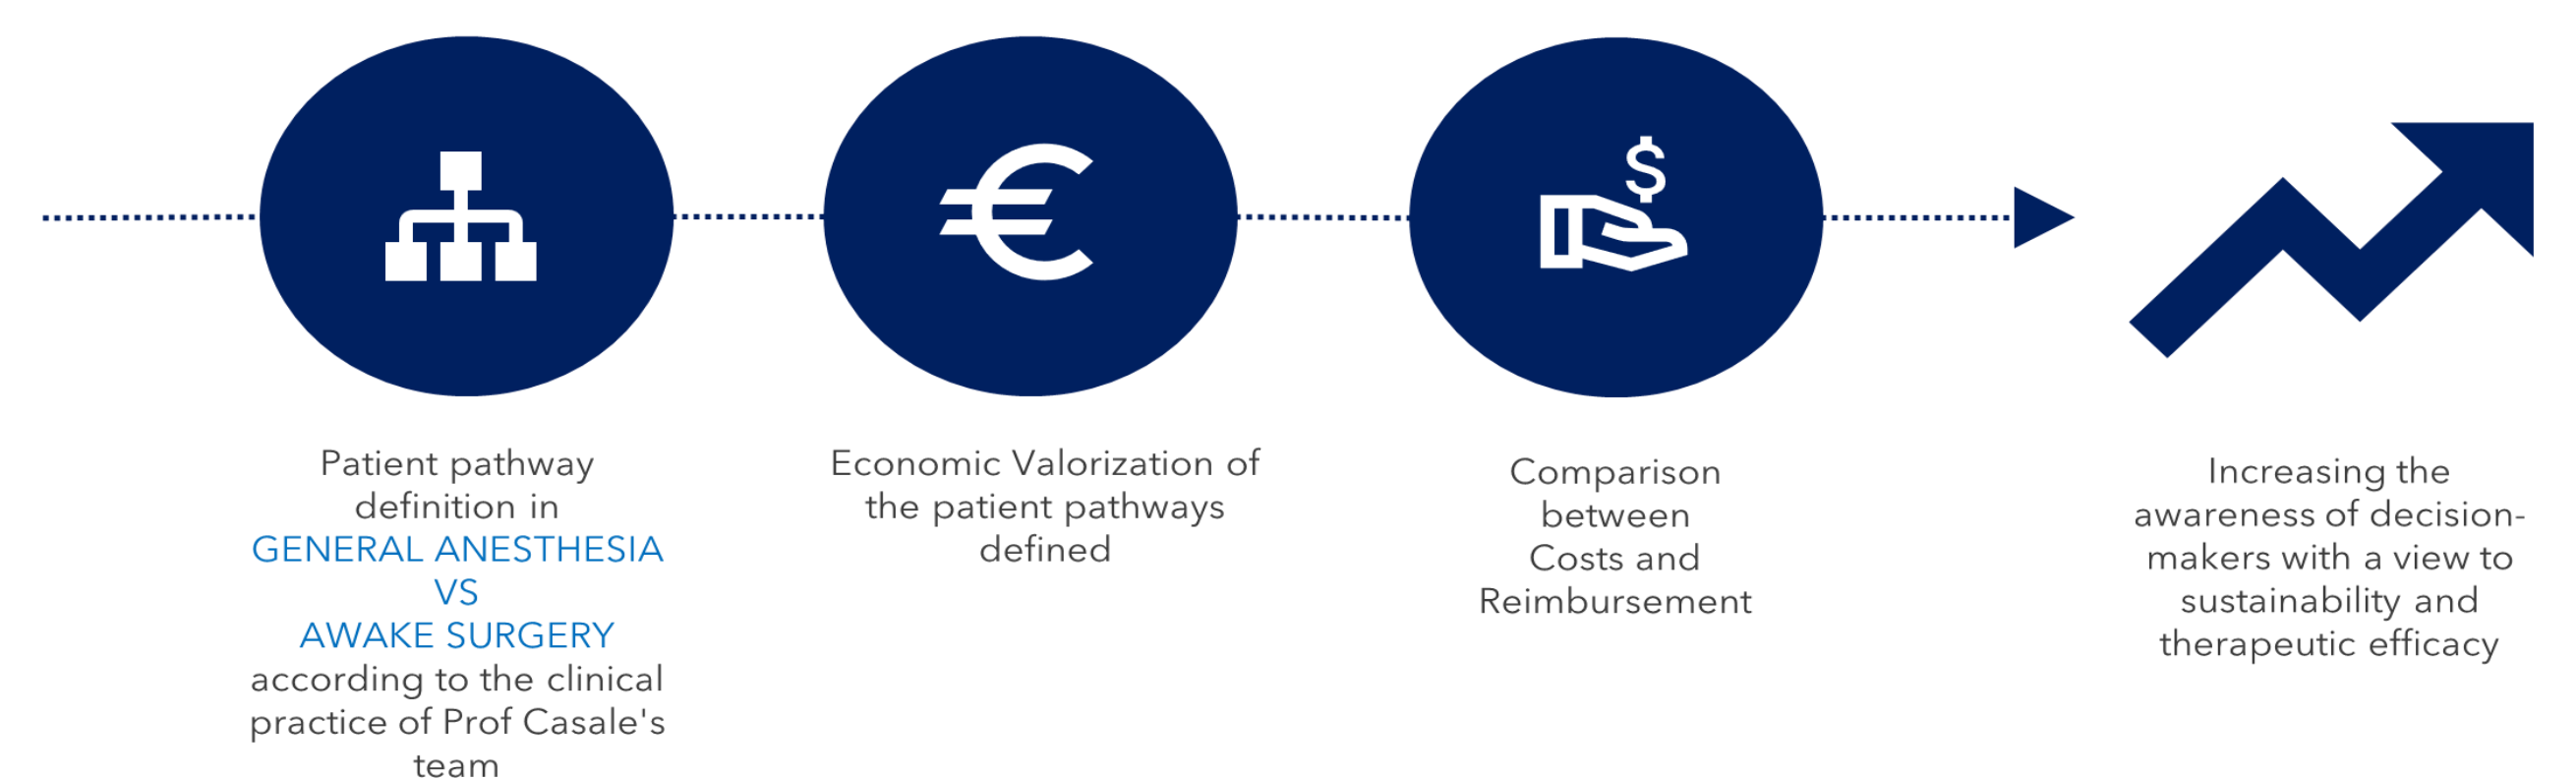 Patient pathway
definition in
GENERAL ANESTHESIA
VS
AWAKE SURGERY
according to the clinical
practice of Prof Casale's
team
Economic Valorization of
the patient pathways
defined
Comparison
between
Costs and
Reimbursement
Increasing the
awareness of decision-
makers with a view to
sustainability and
therapeutic efficacy